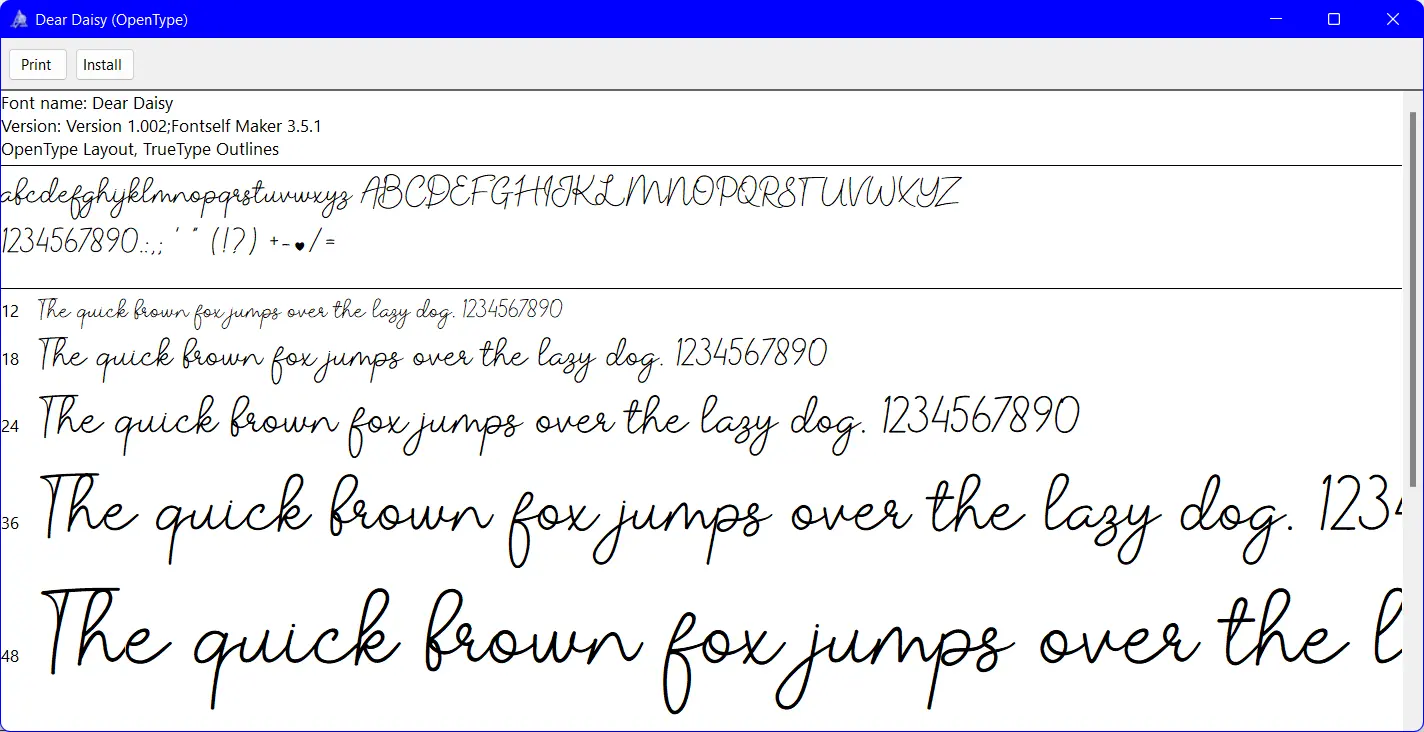 Dear Daisy (OpenType)
Print Install
Font name: Dear Daisy
Version: Version 1.002;Fontself Maker 3.5.1
OpenType Layout, TrueType Outlines
abcdefghijklmnopqrstuvwxyz ABCDEFGHIJKLMNOPQRSTUVWXYZ
1234567890.:,; ' " (!?) +-♥/=
12 The quick brown fox jumps over the lazy dog. 1234567890
18 The quick brown fox jumps over the lazy dog. 1234567890
24 The quick brown fox jumps over the lazy dog. 1234567890
36 The quick brown fox jumps over the lazy dog. 1234
48 The quick brown fox jumps over the l